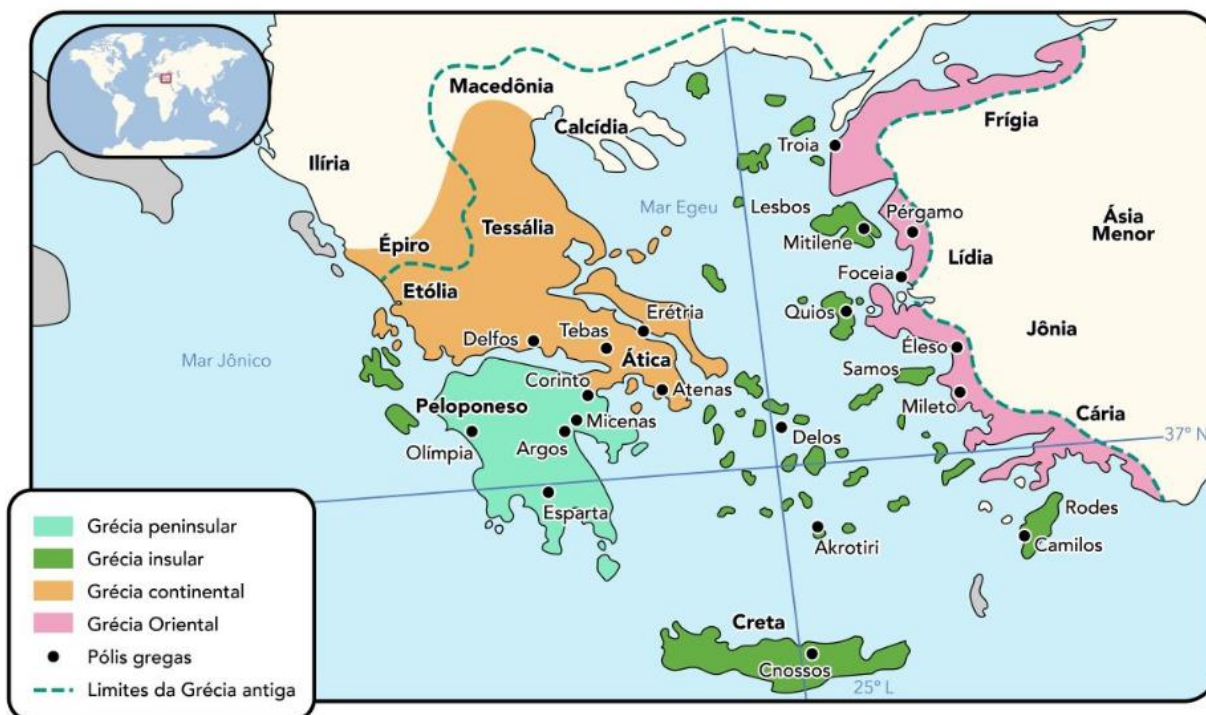 Macedônia
Calcídia
Ilíria
Troia
Frígia
Mar Egeu
Lesbos
Pérgamo
Ásia
Menor
Tessália
Mitilene
Épiro
Lídia
Etólia
Foceia
Erétria
Quios
Jônia
Delfos
Tebas
Mar Jônico
Ática
Éleso
Samos
Corinto
Atenas
Mileto
Peloponeso
Micenas
Cária
Olímpia
Argos
Delos
37° N
Esparta
Rodes
Akrotiri
Camilos
Creta
Cnossos
25° L
Grécia peninsular
Grécia insular
Grécia continental
Grécia Oriental
Pólis gregas
Limites da Grécia antiga